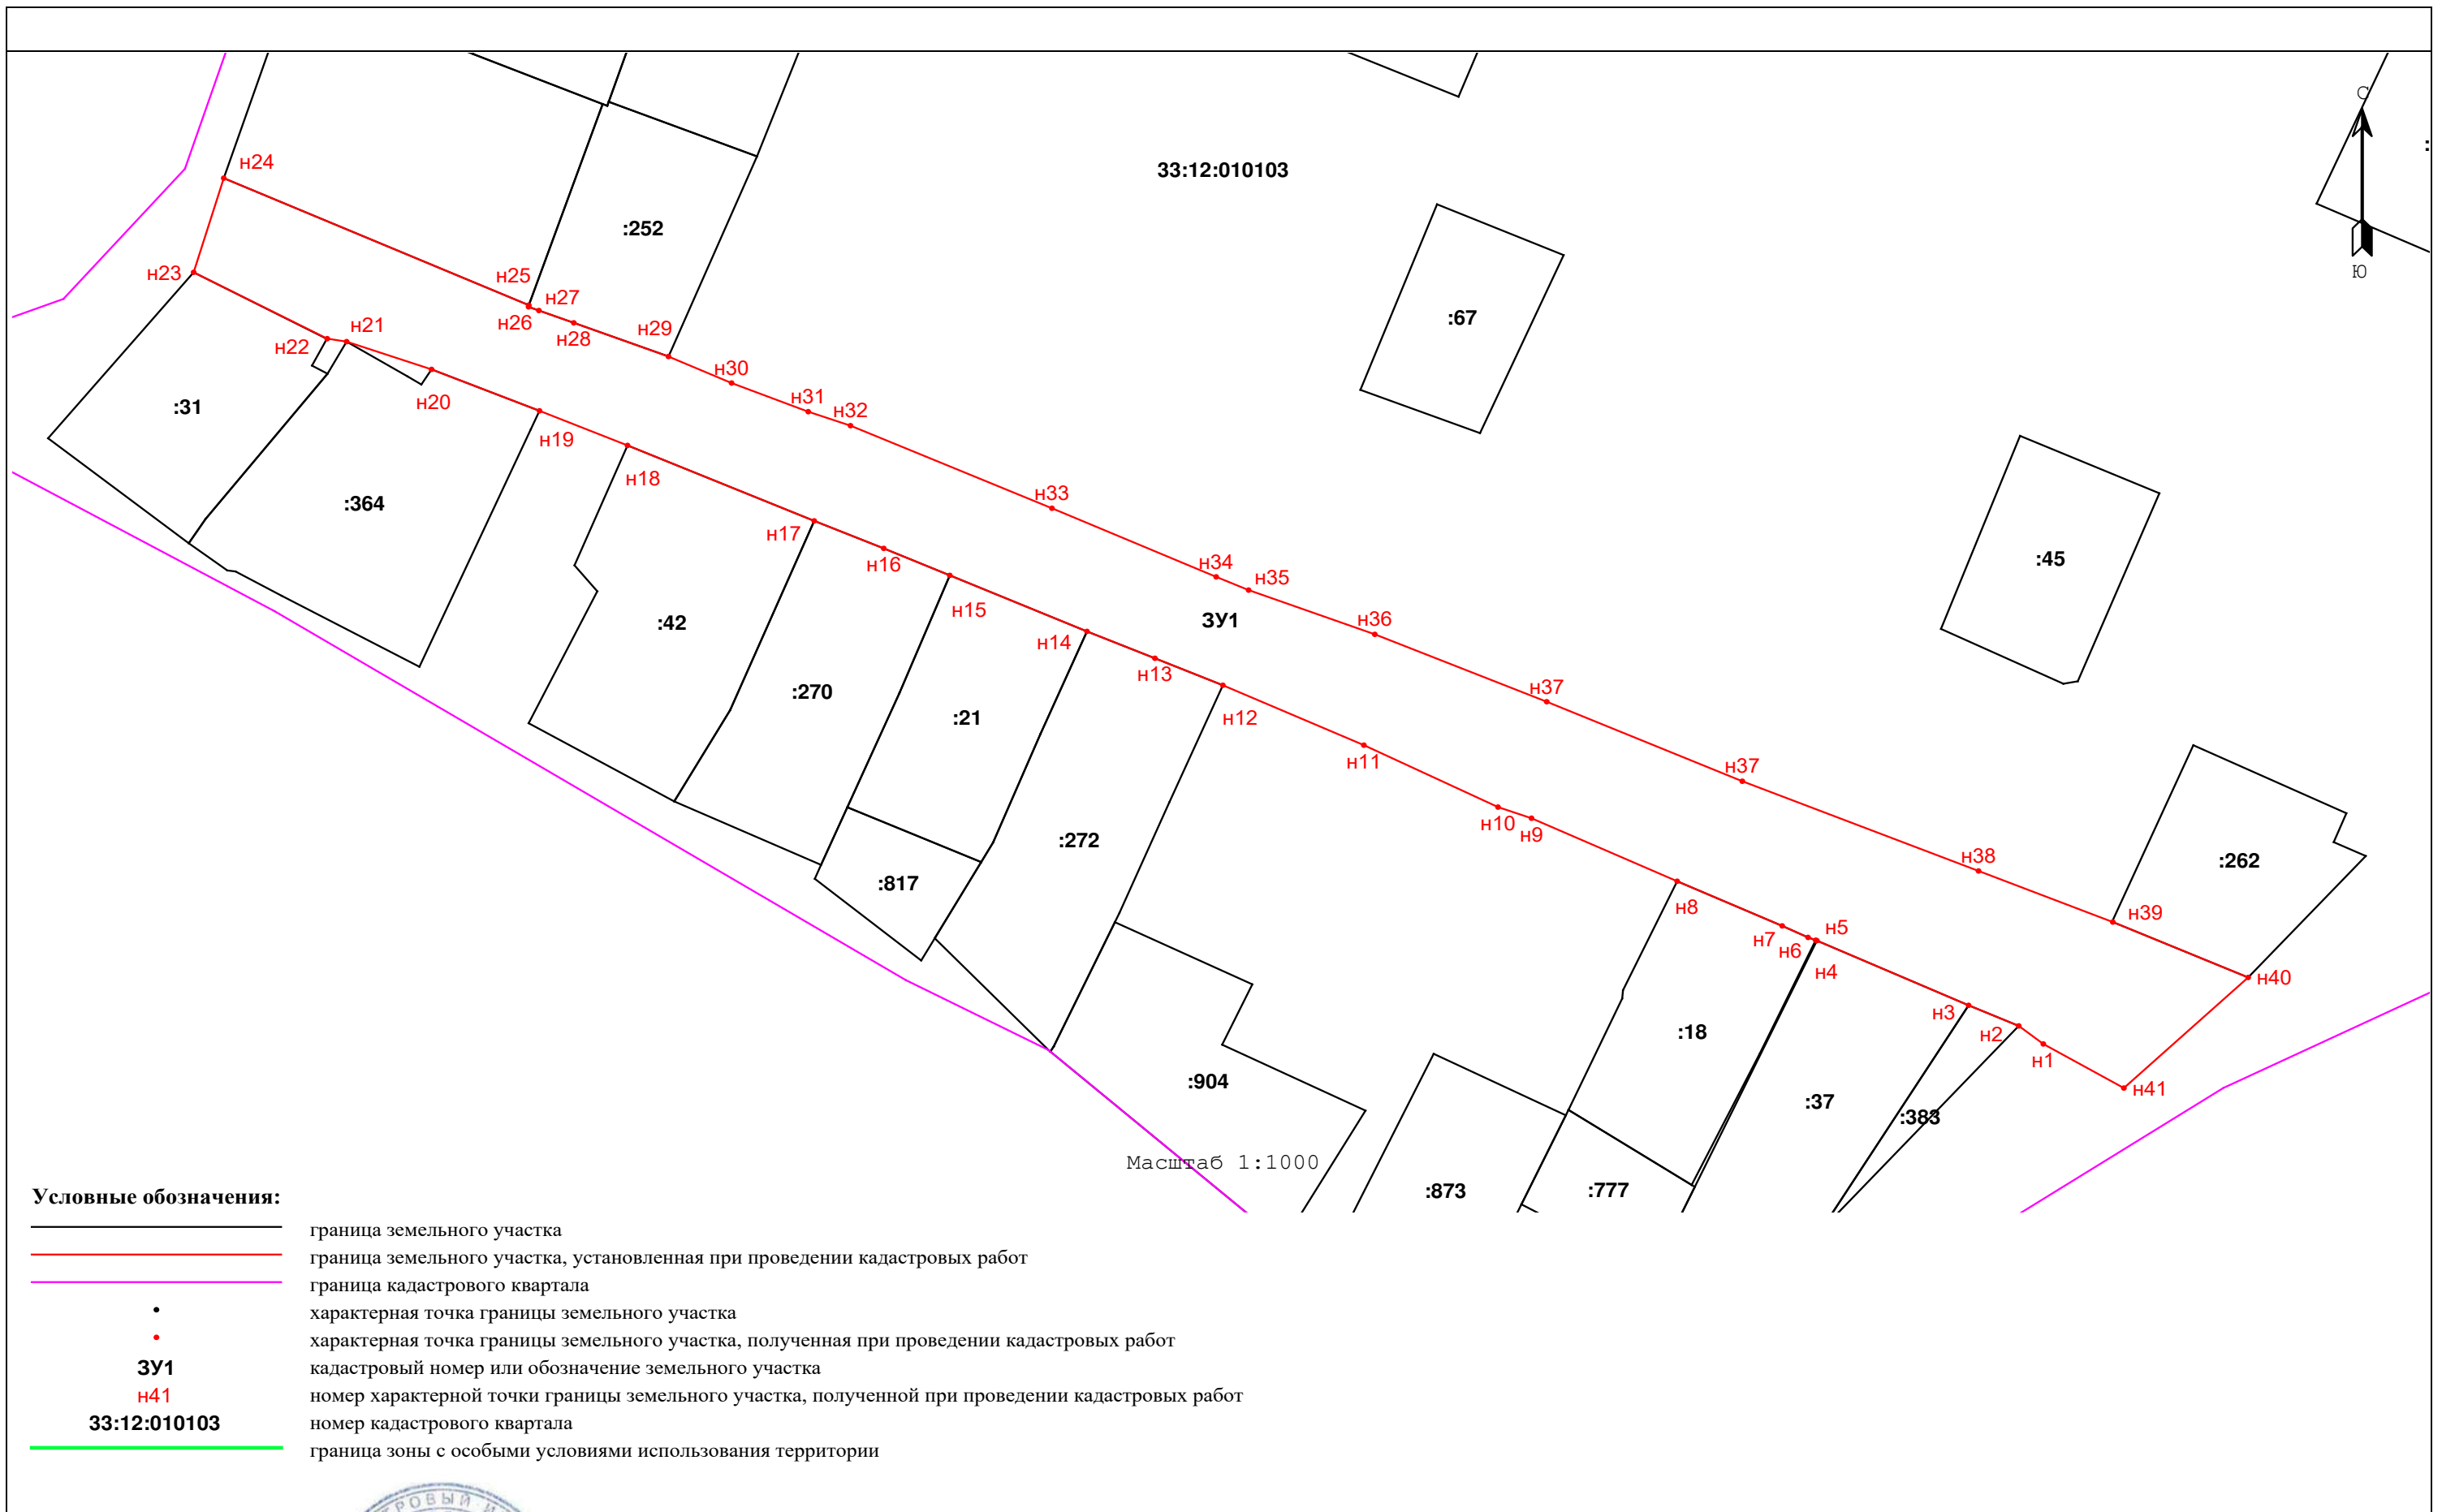 С
н24
33:12:010103
:252
Ю
н23
н25
н27
н26
н28
н29
:67
н21
н22
н30
н20
:31
н31
н32
н19
н18
:364
н33
н17
н16
:45
н34
н35
н15
:42
ЗУ1
н36
н14
н13
:270
:21
н12
н37
н11
н37
н10
н9
:272
н38
:262
:817
н8
н39
н7
н5
н6
н4
н40
н3
н2
:18
н1
:904
н41
:37
:383
Масштаб 1:1000
:873
:777
Условные обозначения:
граница земельного участка
граница земельного участка, установленная при проведении кадастровых работ
граница кадастрового квартала
характерная точка границы земельного участка
характерная точка границы земельного участка, полученная при проведении кадастровых работ
ЗУ1 кадастровый номер или обозначение земельного участка
н41 номер характерной точки границы земельного участка, полученной при проведении кадастровых работ
33:12:010103 номер кадастрового квартала
граница зоны с особыми условиями использования территории